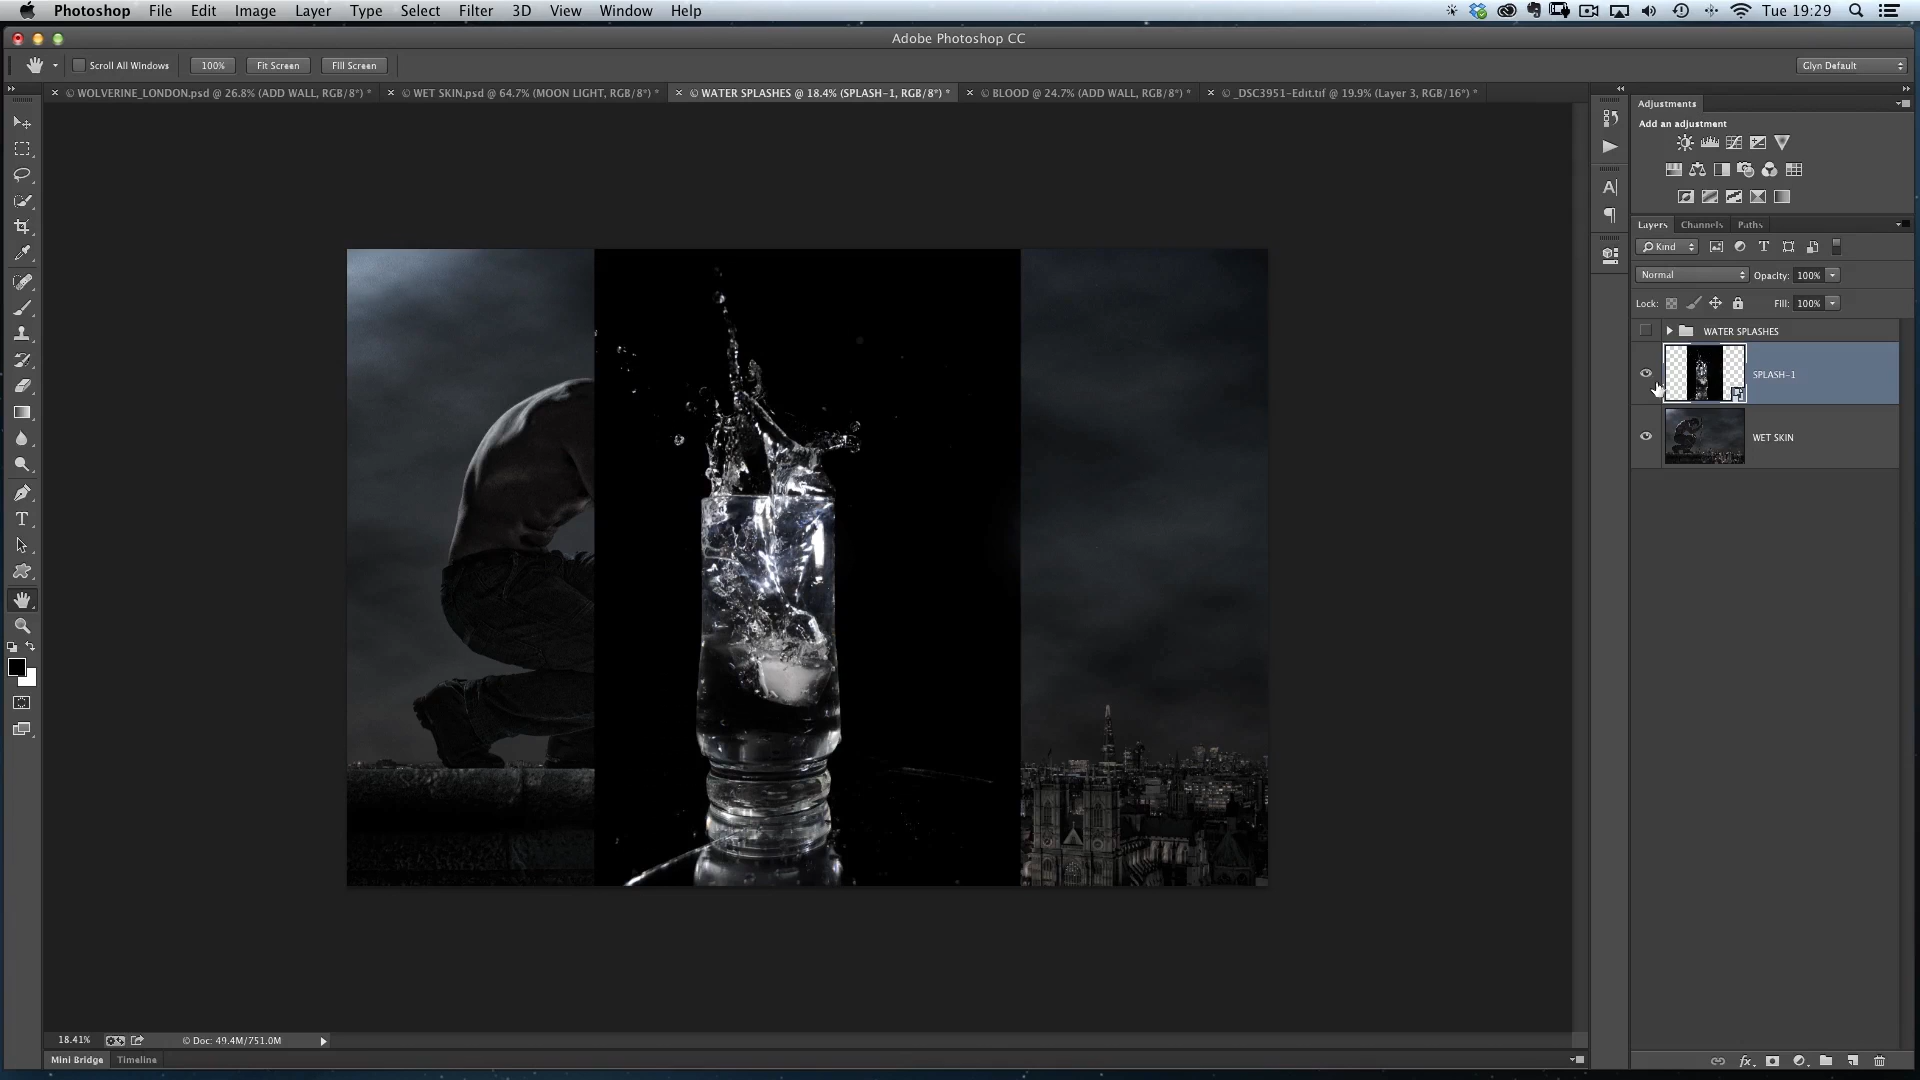 Photoshop File Edit Image Layer Type Select Filter 3D View Window Help Tue 19:29
Adobe Photoshop CC
Scroll All Windows 100% Fit Screen Fill Screen Glyn Default
× © WOLVERINE_LONDON.psd @ 26.8% (ADD WALL, RGB/8*) * × © WET SKIN.psd @ 64.7% (MOON LIGHT, RGB/8*) * × © WATER SPLASHES @ 18.4% (SPLASH-1, RGB/8*) * × © BLOOD @ 24.7% (ADD WALL, RGB/8*) * × © _DSC3951-Edit.tif @ 19.9% (Layer 3, RGB/16*) *
Adjustments
Add an adjustment
Layers Channels Paths
Kind
Normal Opacity: 100%
Lock: Fill: 100%
WATER SPLASHES
SPLASH-1
WET SKIN
18.41% © Doc: 49.4M/751.0M
Mini Bridge Timeline